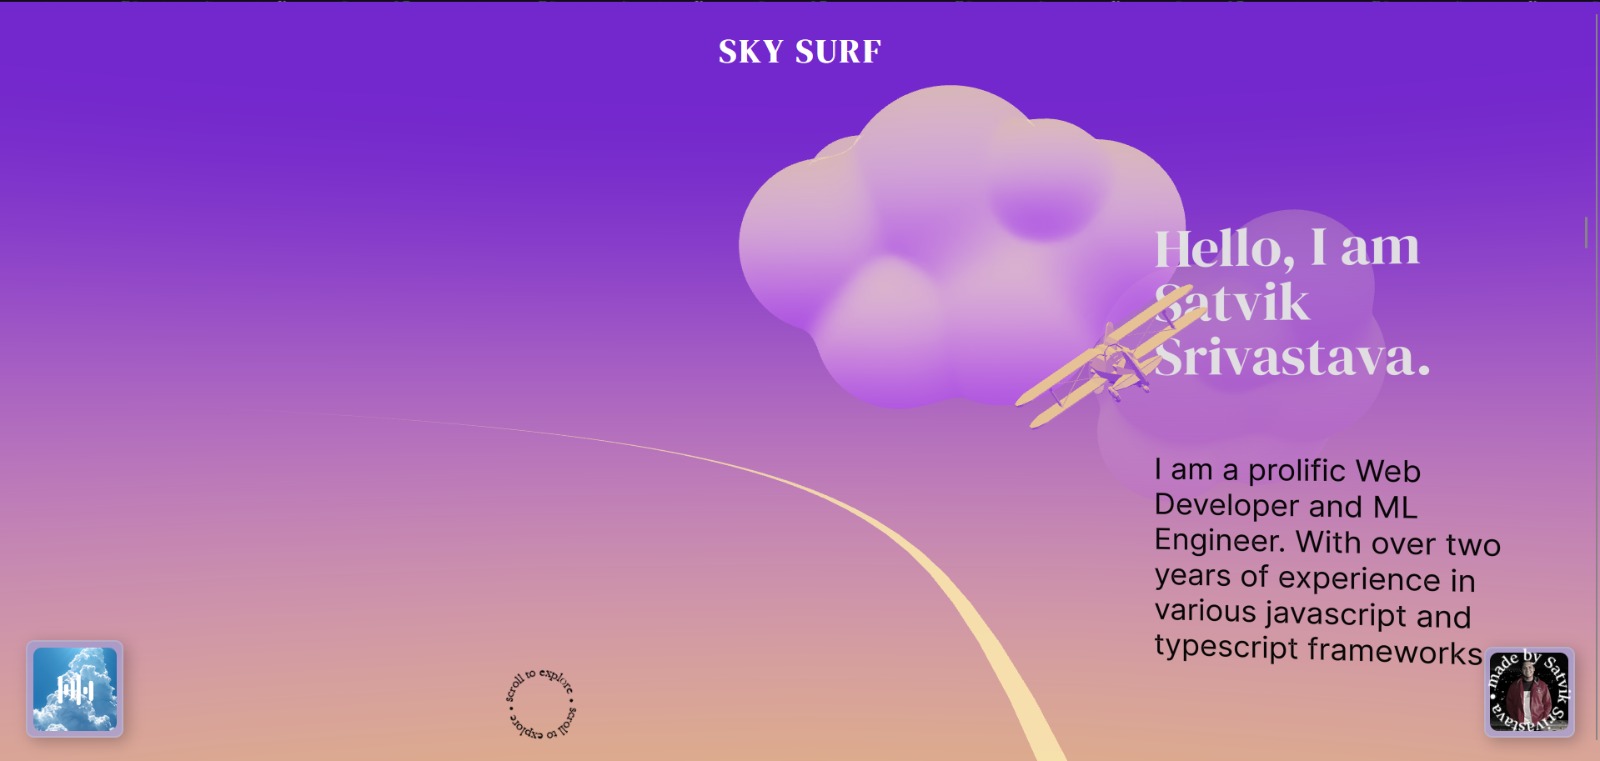 SKY SURF
Hello, I am
Satvik
Srivastava.
I am a prolific Web
Developer and ML
Engineer. With over two
years of experience in
various javascript and
typescript frameworks
scroll to explore • scroll to explore •
made by Satvik Srivastava •